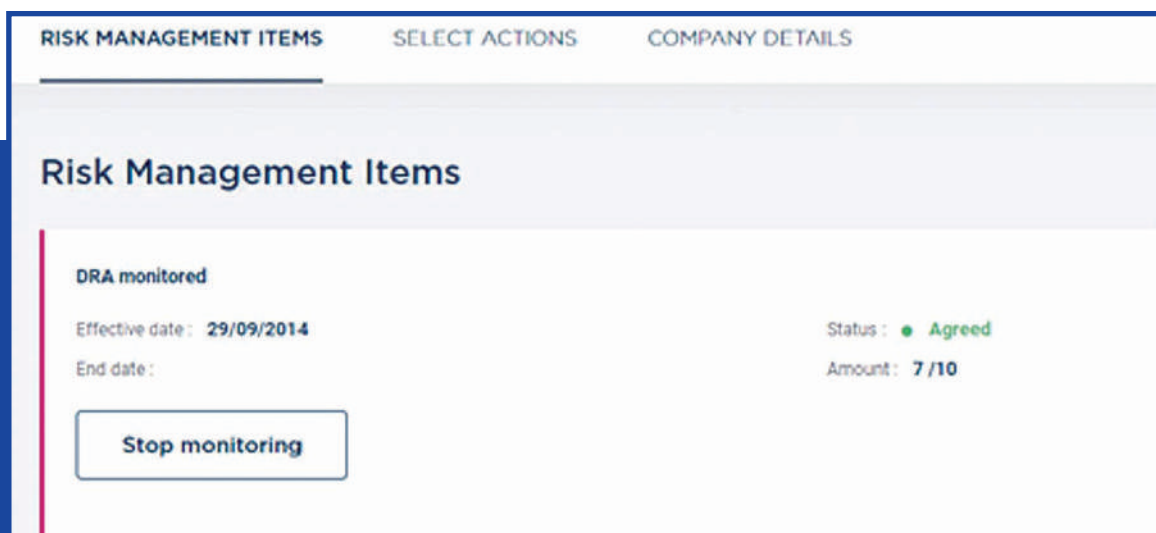 RISK MANAGEMENT ITEMS SELECT ACTIONS COMPANY DETAILS
Risk Management Items
DRA monitored
Effective date : 29/09/2014 Status : Agreed
End date : Amount : 7 /10
Stop monitoring